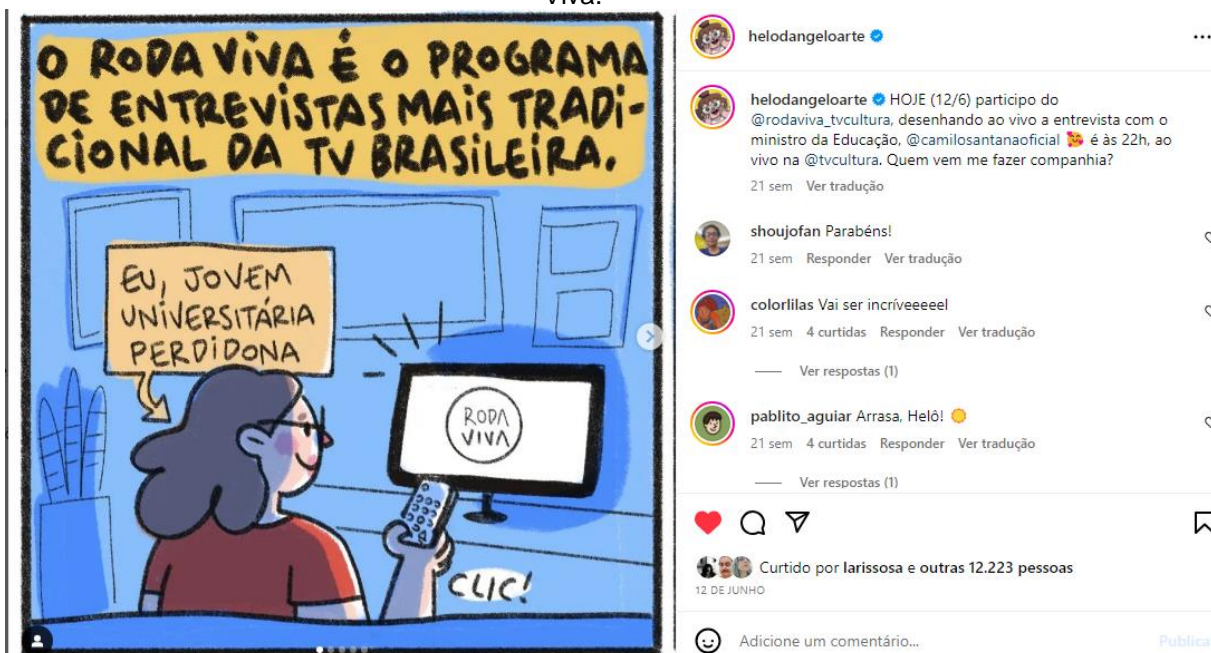 viva.
O RODA VIVA É O PROGRAMA
DE ENTREVISTAS MAIS TRADI-
CIONAL DA TV BRASILEIRA.
EU, JOVEM
UNIVERSITÁRIA
PERDIDONA
RODA
VIVA
CLIC!
helodangeloarte
helodangeloarte HOJE (12/6) participo do
@rodaviva_tvcultura, desenhando ao vivo a entrevista com o
ministro da Educação, @camilosantanaoficial 🥰 é às 22h, ao
vivo na @tvcultura. Quem vem me fazer companhia?
21 sem Ver tradução
shoujofan Parabéns!
21 sem Responder Ver tradução
colorlilas Vai ser incríveeeeel
21 sem 4 curtidas Responder Ver tradução
Ver respostas (1)
pablito_aguiar Arrasa, Helô! 🌞
21 sem 4 curtidas Responder Ver tradução
Ver respostas (1)
Curtido por larissosa e outras 12.223 pessoas
12 DE JUNHO
Adicione um comentário...
Publica